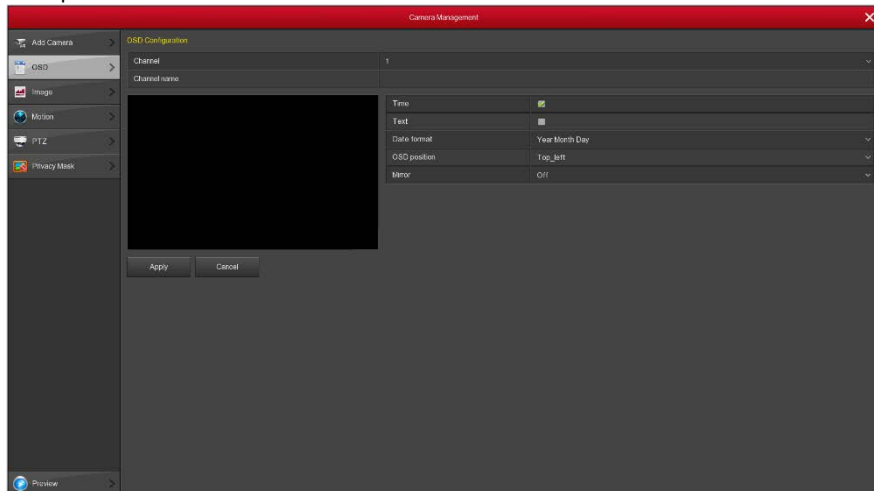 Camera Management
Add Camera
OSD
Image
Motion
PTZ
Privacy Mask
Preview
OSD Configuration
Channel 1
Channel name
Time
Text
Date format Year Month Day
OSD position Top_left
Mirror Off
Apply Cancel